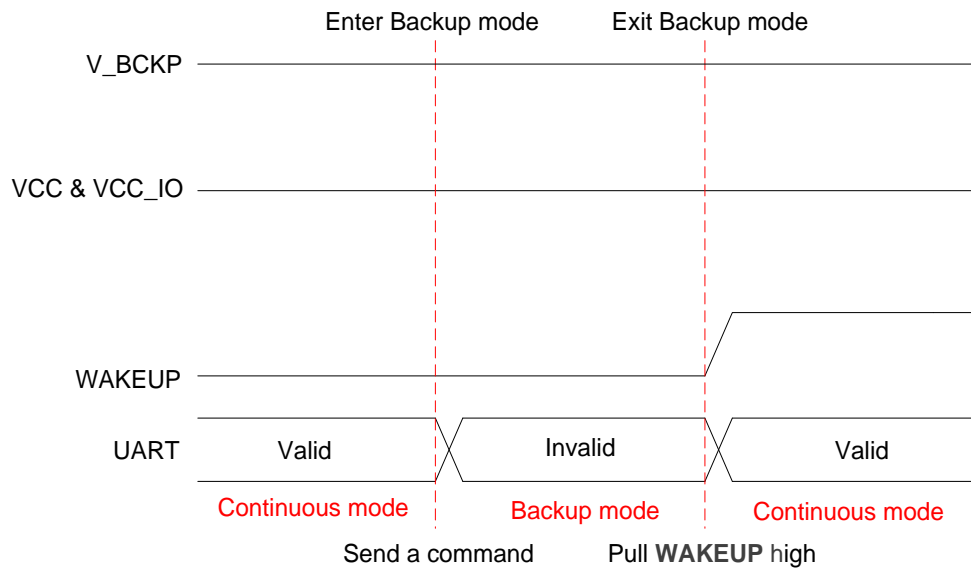 Enter Backup mode
Exit Backup mode
V_BCKP
VCC & VCC_IO
WAKEUP
UART
Valid
Invalid
Valid
Continuous mode
Backup mode
Continuous mode
Send a command
Pull WAKEUP high